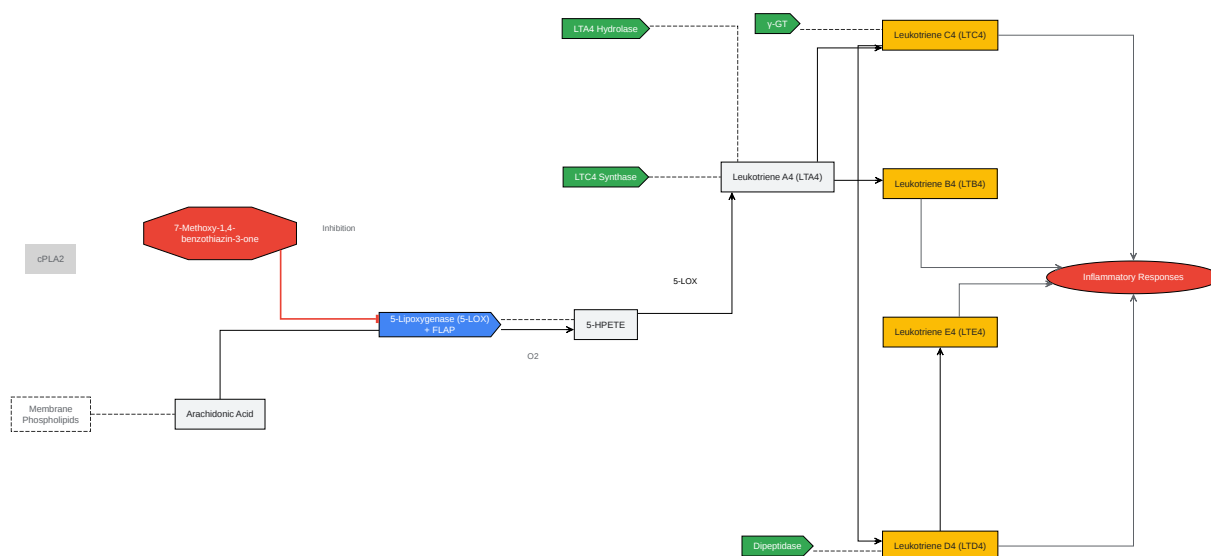 γ-GT
LTA4 Hydrolase
Leukotriene C4 (LTC4)
LTC4 Synthase
Leukotriene A4 (LTA4)
Leukotriene B4 (LTB4)
7-Methoxy-1,4-
benzothiazin-3-one
Inhibition
cPLA2
5-LOX
Inflammatory Responses
5-Lipoxygenase (5-LOX)
+ FLAP
5-HPETE
Leukotriene E4 (LTE4)
O2
Membrane
Phospholipids
Arachidonic Acid
Dipeptidase
Leukotriene D4 (LTD4)